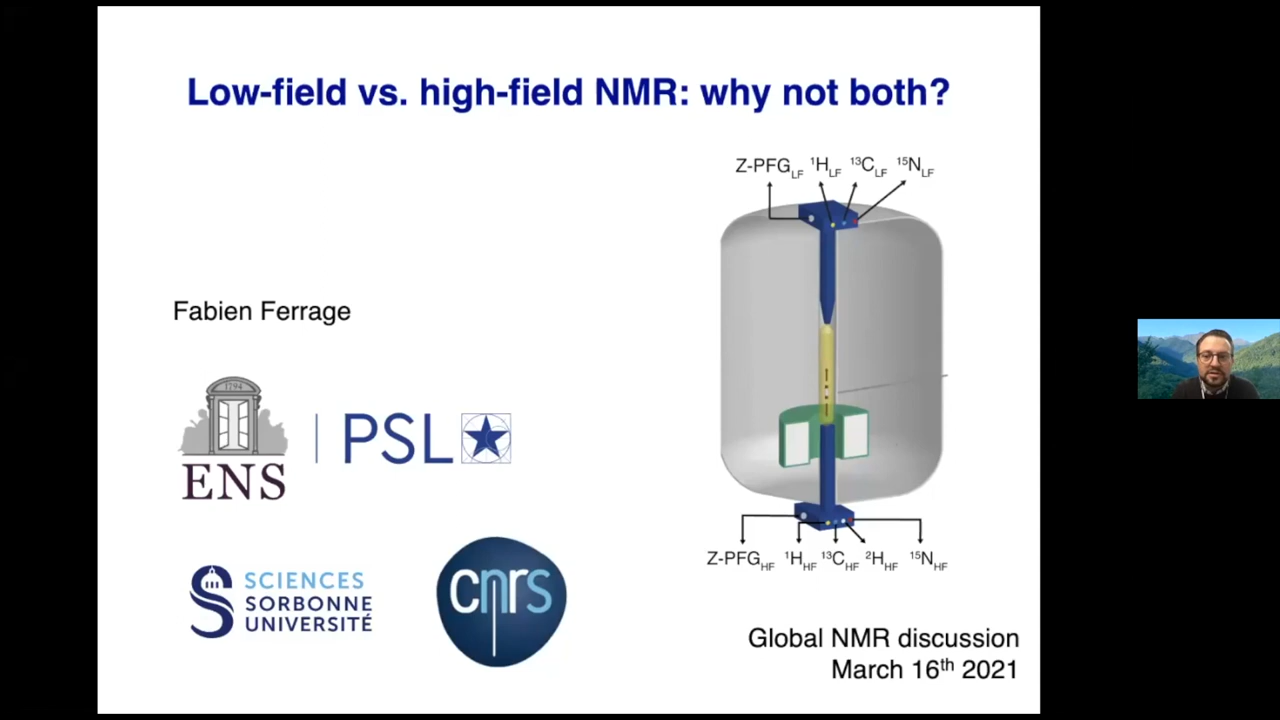 Low-field vs. high-field NMR: why not both?
Z-PFG_LF ¹H_LF ¹³C_LF ¹⁵N_LF
Fabien Ferrage
1794
ENS
PSL
SCIENCES
SORBONNE
UNIVERSITÉ
cnrs
Z-PFG_HF ¹H_HF ¹³C_HF ²H_HF ¹⁵N_HF
Global NMR discussion
March 16th 2021